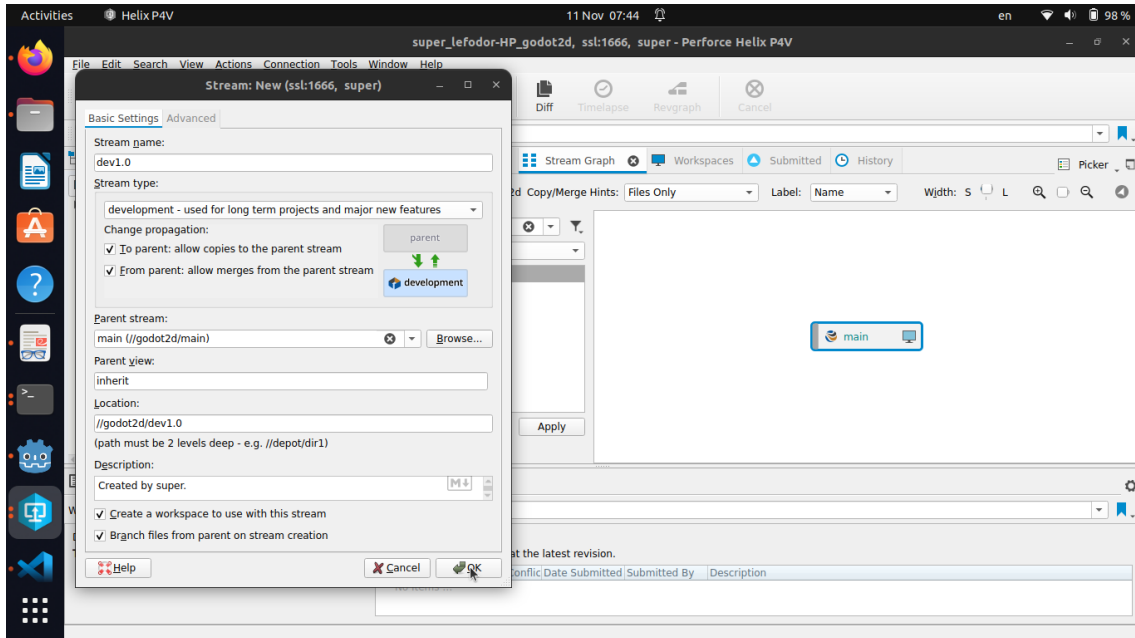 Activities Helix P4V 11 Nov 07:44 en 98 %
super_lefodor-HP_godot2d, ssl:1666, super - Perforce Helix P4V
File Edit Search View Actions Connection Tools Window Help
Stream: New (ssl:1666, super)
Diff Timelapse Revgraph Cancel
Basic Settings Advanced
Stream name:
dev1.0
Stream type:
development - used for long term projects and major new features
Change propagation:
To parent: allow copies to the parent stream
From parent: allow merges from the parent stream
parent
development
Parent stream:
main (//godot2d/main)
Browse...
Parent view:
inherit
Location:
//godot2d/dev1.0
(path must be 2 levels deep - e.g. //depot/dir1)
Description:
Created by super.
M
Create a workspace to use with this stream
Branch files from parent on stream creation
Help Cancel OK
Stream Graph Workspaces Submitted History Picker
2d Copy/Merge Hints: Files Only Label: Name Width: S L
main
Apply
at the latest revision.
Conflic Date Submitted Submitted By Description
No items ...